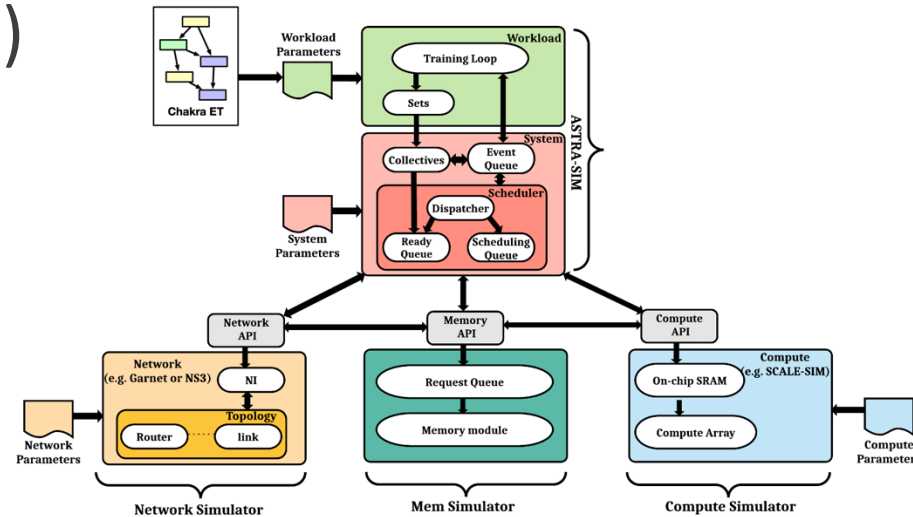 )
Chakra ET
Workload
Parameters
Workload
Training Loop
Sets
System
Collectives
Event
Queue
Scheduler
Dispatcher
Ready
Queue
Scheduling
Queue
System
Parameters
ASTRA-SIM
Network
API
Memory
API
Compute
API
Network
(e.g. Garnet or NS3)
NI
Topology
Router
link
Network
Parameters
Request Queue
Memory module
Compute
(e.g. SCALE-SIM)
On-chip SRAM
Compute Array
Compute
Parameter
Network Simulator
Mem Simulator
Compute Simulator